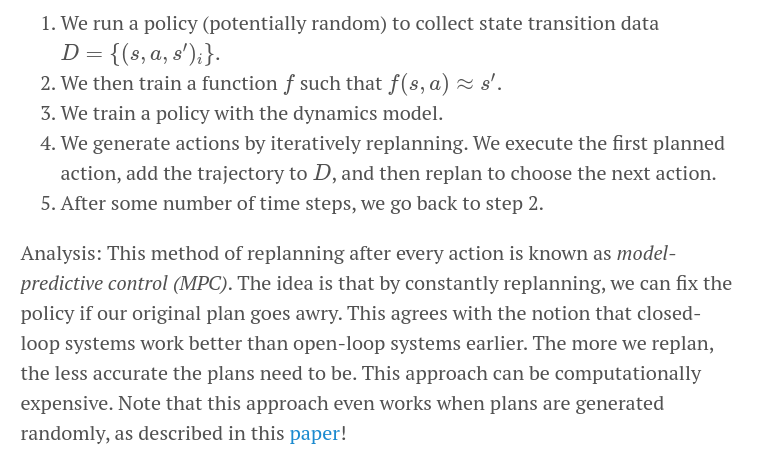 1. We run a policy (potentially random) to collect state transition data
D = {(s, a, s′)ᵢ}.
2. We then train a function f such that f(s, a) ≈ s′.
3. We train a policy with the dynamics model.
4. We generate actions by iteratively replanning. We execute the first planned
action, add the trajectory to D, and then replan to choose the next action.
5. After some number of time steps, we go back to step 2.
Analysis: This method of replanning after every action is known as model-
predictive control (MPC). The idea is that by constantly replanning, we can fix the
policy if our original plan goes awry. This agrees with the notion that closed-
loop systems work better than open-loop systems earlier. The more we replan,
the less accurate the plans need to be. This approach can be computationally
expensive. Note that this approach even works when plans are generated
randomly, as described in this paper!